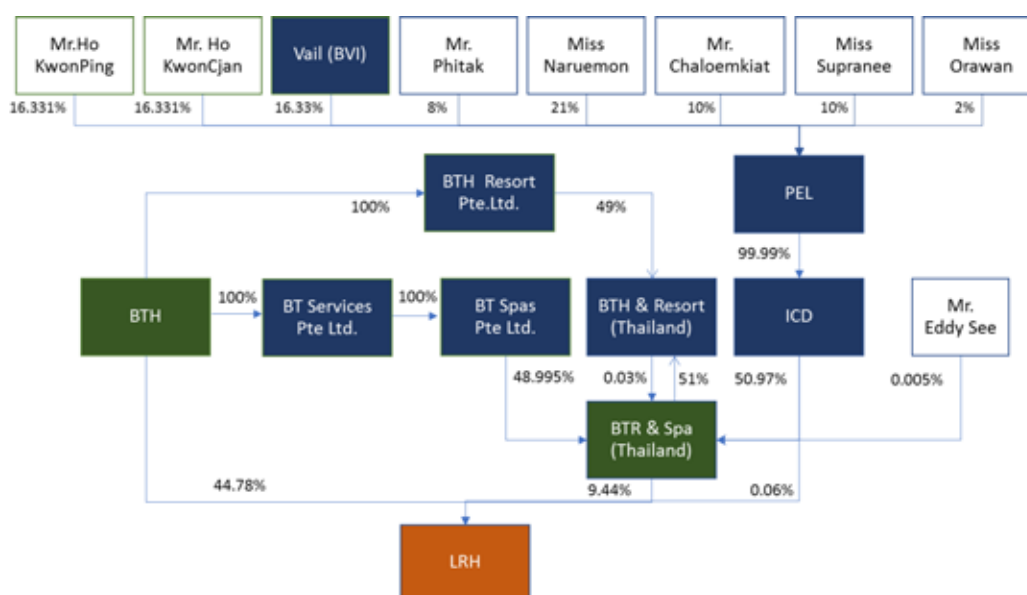 Mr.Ho
KwonPing
Mr. Ho
KwonCjan
Vail (BVI)
Mr.
Phitak
Miss
Naruemon
Mr.
Chaloemkiat
Miss
Supranee
Miss
Orawan
16.331%
16.331%
16.33%
8%
21%
10%
10%
2%
BTH Resort
Pte.Ltd.
PEL
100%
49%
99.99%
BTH
100%
BT Services
Pte Ltd.
100%
BT Spas
Pte Ltd.
BTH & Resort
(Thailand)
ICD
Mr.
Eddy See
48.995%
0.03%
51%
50.97%
0.005%
BTR & Spa
(Thailand)
44.78%
9.44%
0.06%
LRH